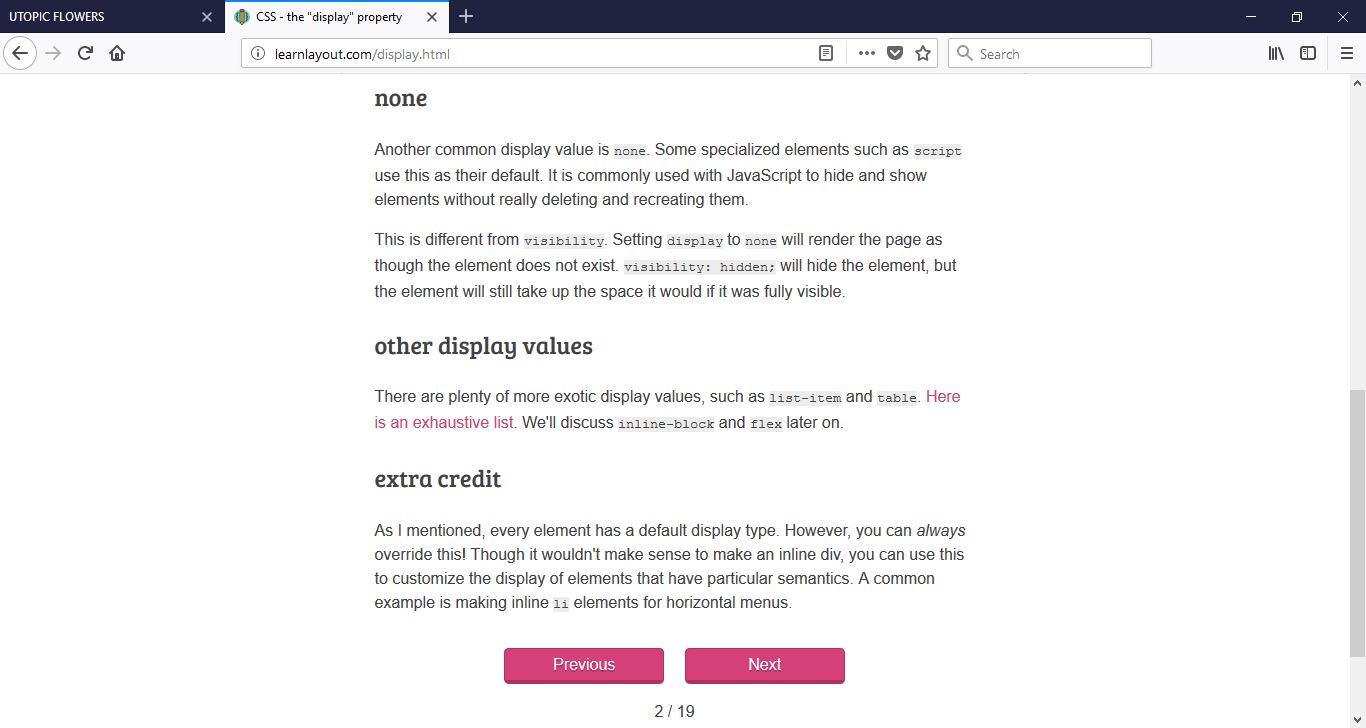 UTOPIC FLOWERS
CSS - the "display" property
learnlayout.com/display.html
Search
none
Another common display value is none. Some specialized elements such as script
use this as their default. It is commonly used with JavaScript to hide and show
elements without really deleting and recreating them.
This is different from visibility. Setting display to none will render the page as
though the element does not exist. visibility: hidden; will hide the element, but
the element will still take up the space it would if it was fully visible.
other display values
There are plenty of more exotic display values, such as list-item and table. Here
is an exhaustive list. We'll discuss inline-block and flex later on.
extra credit
As I mentioned, every element has a default display type. However, you can always
override this! Though it wouldn't make sense to make an inline div, you can use this
to customize the display of elements that have particular semantics. A common
example is making inline li elements for horizontal menus.
Previous
Next
2 / 19